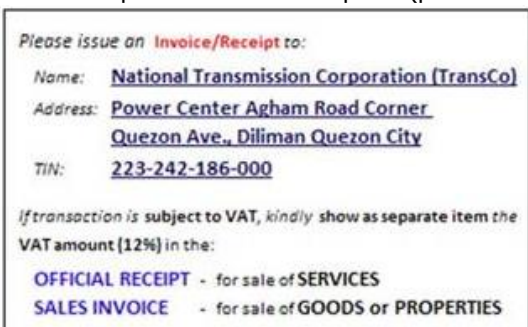 Please issue an Invoice/Receipt to:
Name: National Transmission Corporation (TransCo)
Address: Power Center Agham Road Corner
Quezon Ave., Diliman Quezon City
TIN: 223-242-186-000
If transaction is subject to VAT, kindly show as separate item the
VAT amount (12%) in the:
OFFICIAL RECEIPT - for sale of SERVICES
SALES INVOICE - for sale of GOODS or PROPERTIES